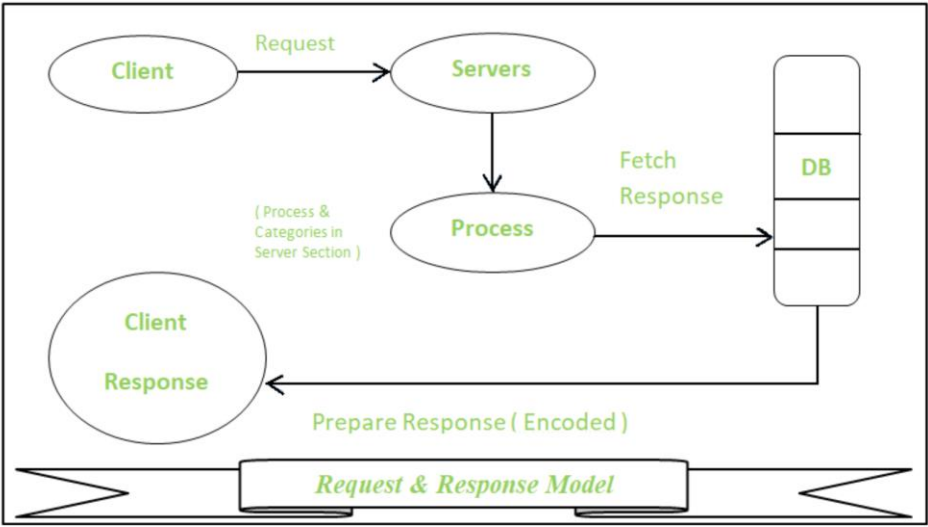 Request
Client
Servers
Fetch
Response
DB
( Process &
Categories in
Server Section )
Process
Client
Response
Prepare Response ( Encoded )
Request & Response Model